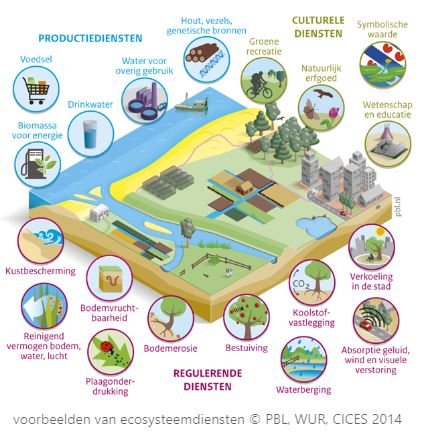 PRODUCTIEDIENSTEN
Hout, vezels,
genetische bronnen
CULTURELE
DIENSTEN
Symbolische
waarde
Voedsel
Water voor
overig gebruik
Groene
recreatie
Natuurlijk
erfgoed
Drinkwater
Wetenschap
en educatie
Biomassa
voor energie
pbl.nl
Kustbescherming
Bodemvrucht-
baarheid
CO2
Verkoeling
in de stad
Reinigend
vermogen bodem,
water, lucht
Bodemerosie
Bestuiving
Koolstof-
vastlegging
Plaagonder-
drukking
REGULERENDE
DIENSTEN
Waterberging
Absorptie geluid,
wind en visuele
verstoring
voorbeelden van ecosysteemdiensten © PBL, WUR, CICES 2014